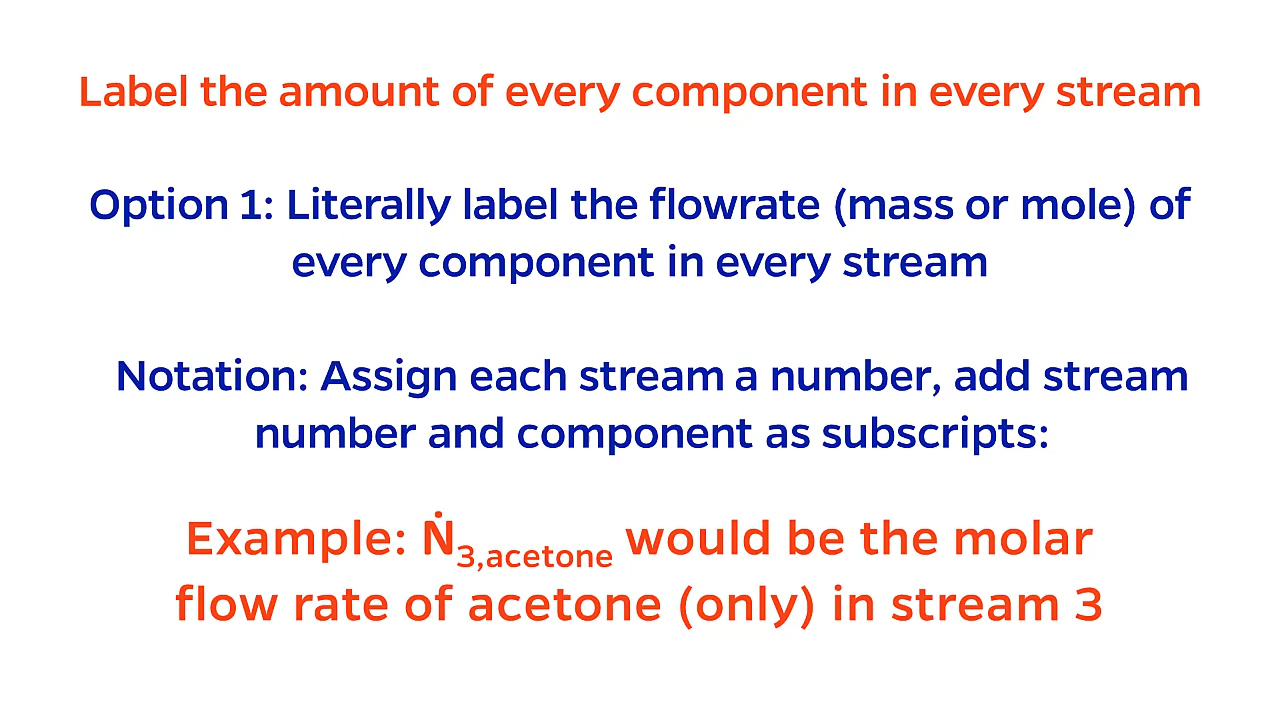 Label the amount of every component in every stream
Option 1: Literally label the flowrate (mass or mole) of
every component in every stream
Notation: Assign each stream a number, add stream
number and component as subscripts:
Example: Ṅ3,acetone would be the molar
flow rate of acetone (only) in stream 3